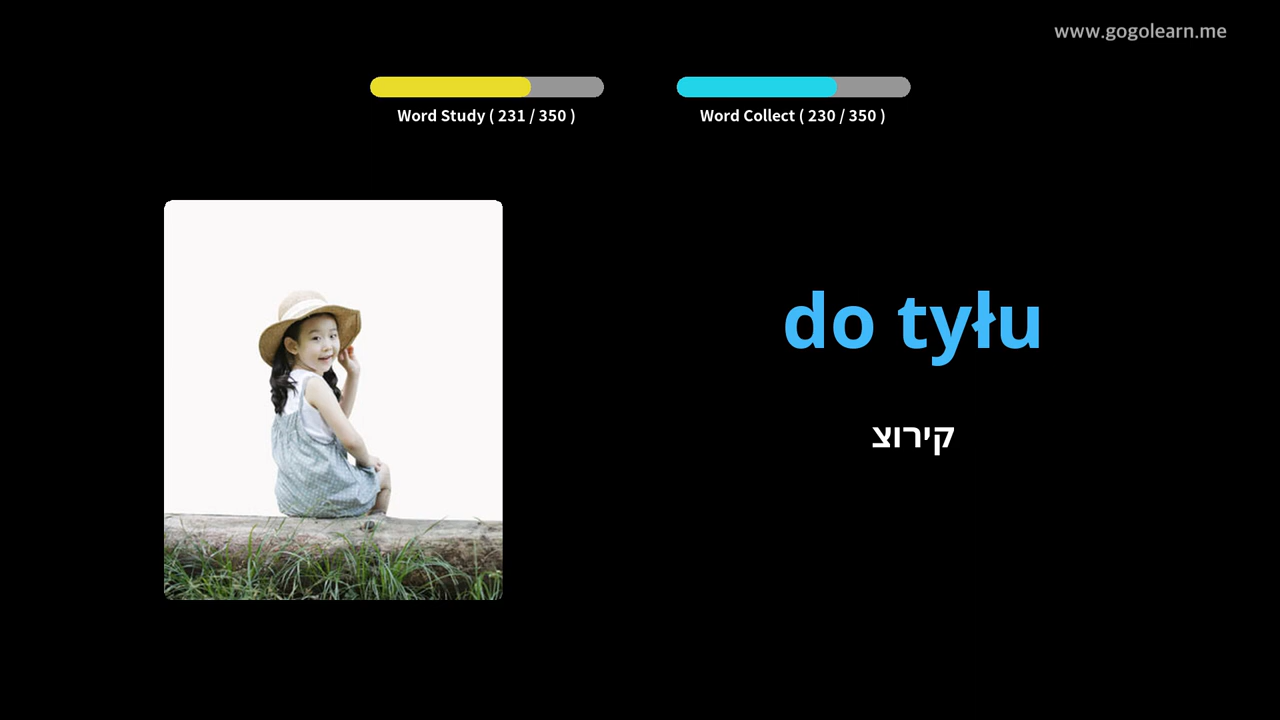 www.gogolearn.me
Word Study ( 231 / 350 )
Word Collect ( 230 / 350 )
do tyłu
קירוצ